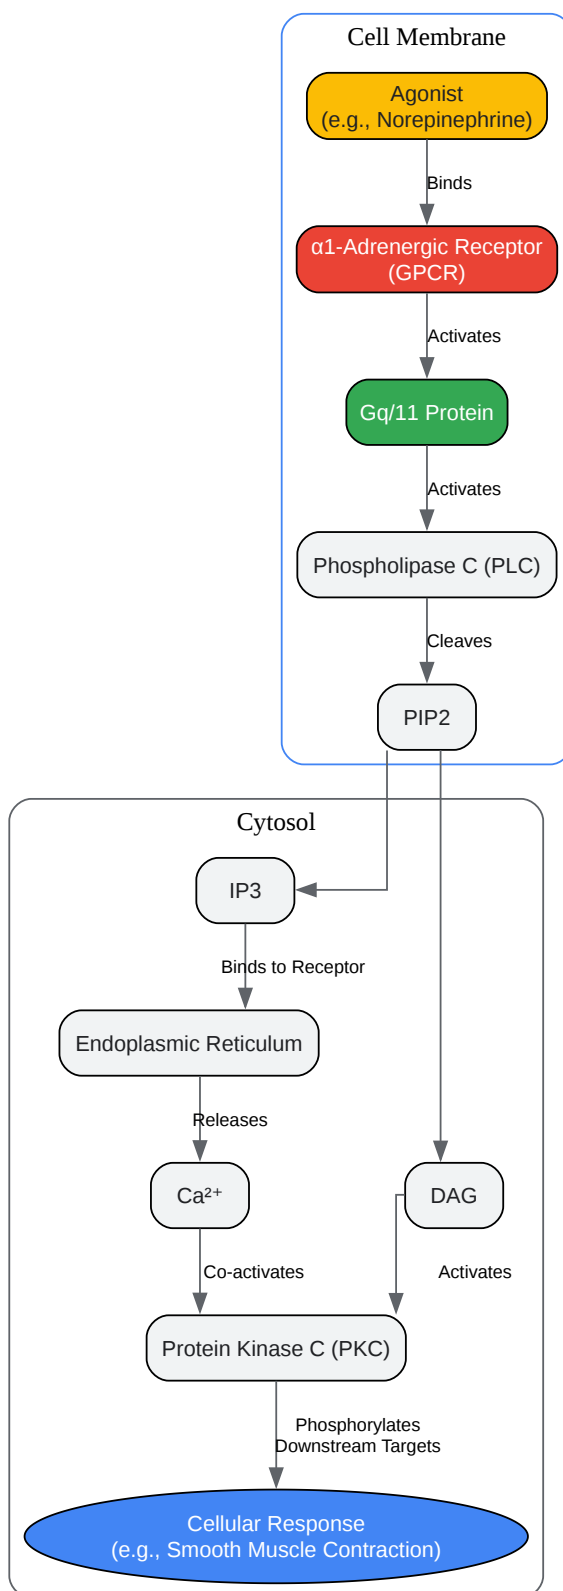 Cell Membrane
Agonist
(e.g., Norepinephrine)
Binds
α1-Adrenergic Receptor
(GPCR)
Activates
Gq/11 Protein
Activates
Phospholipase C (PLC)
Cleaves
PIP2
Cytosol
IP3
Binds to Receptor
Endoplasmic Reticulum
Releases
Ca²⁺
DAG
Co-activates
Activates
Protein Kinase C (PKC)
Phosphorylates
Downstream Targets
Cellular Response
(e.g., Smooth Muscle Contraction)